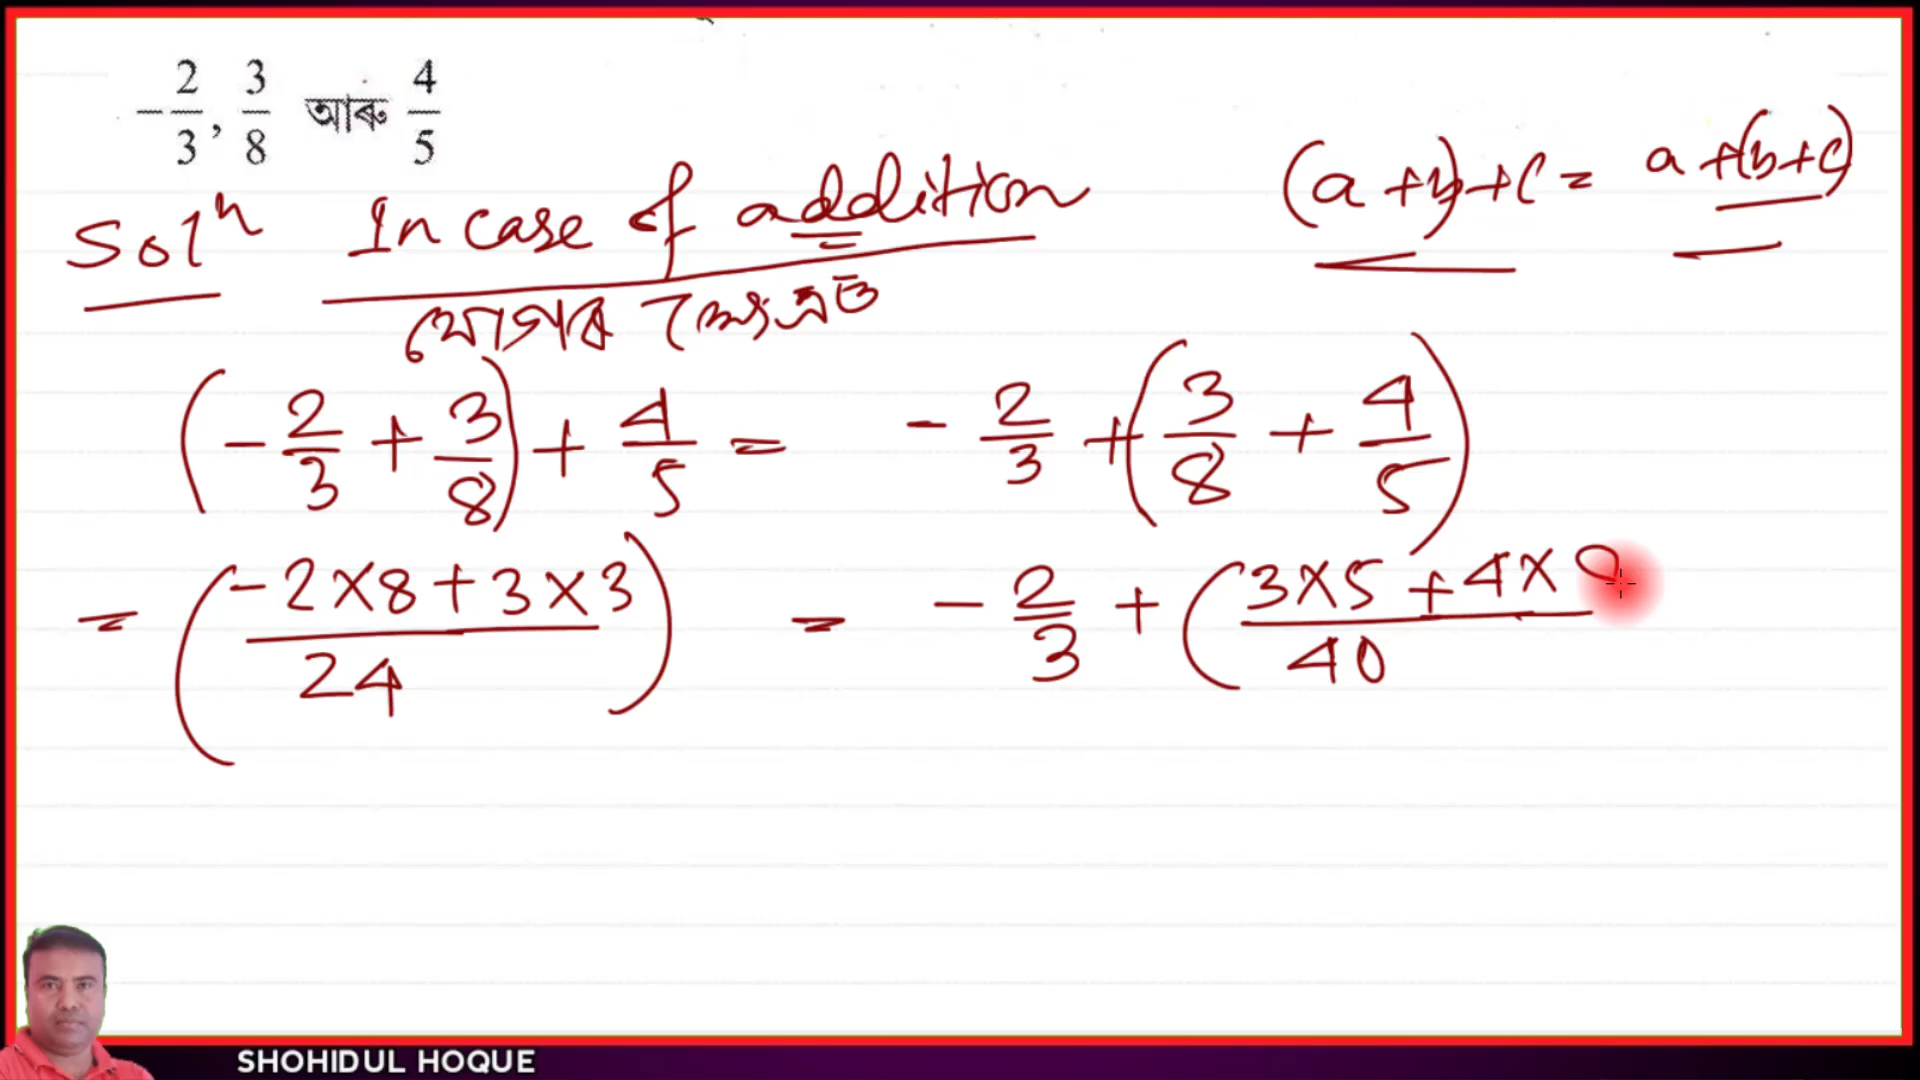 -2/3, 3/8 আৰু 4/5
(a+b)+c = a+(b+c)
Solⁿ In case of addition
যোগৰ ক্ষেত্ৰত
(-2/3 + 3/8) + 4/5 = -2/3 + (3/8 + 4/5)
= (-2×8+3×3/24) = -2/3 + (3×5+4×
40
SHOHIDUL HOQUE